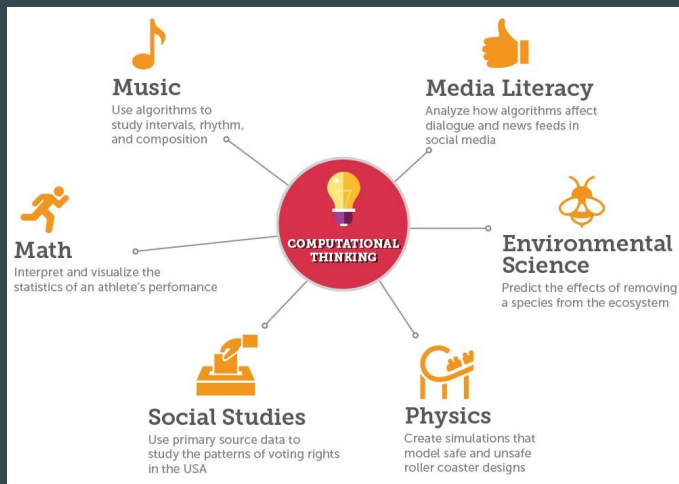 Music
Use algorithms to
study intervals, rhythm,
and composition
Media Literacy
Analyze how algorithms affect
dialogue and news feeds in
social media
COMPUTATIONAL
THINKING
Math
Interpret and visualize the
statistics of an athlete's perfomance
Environmental
Science
Predict the effects of removing
a species from the ecosystem
Social Studies
Use primary source data to
study the patterns of voting rights
in the USA
Physics
Create simulations that
model safe and unsafe
roller coaster designs